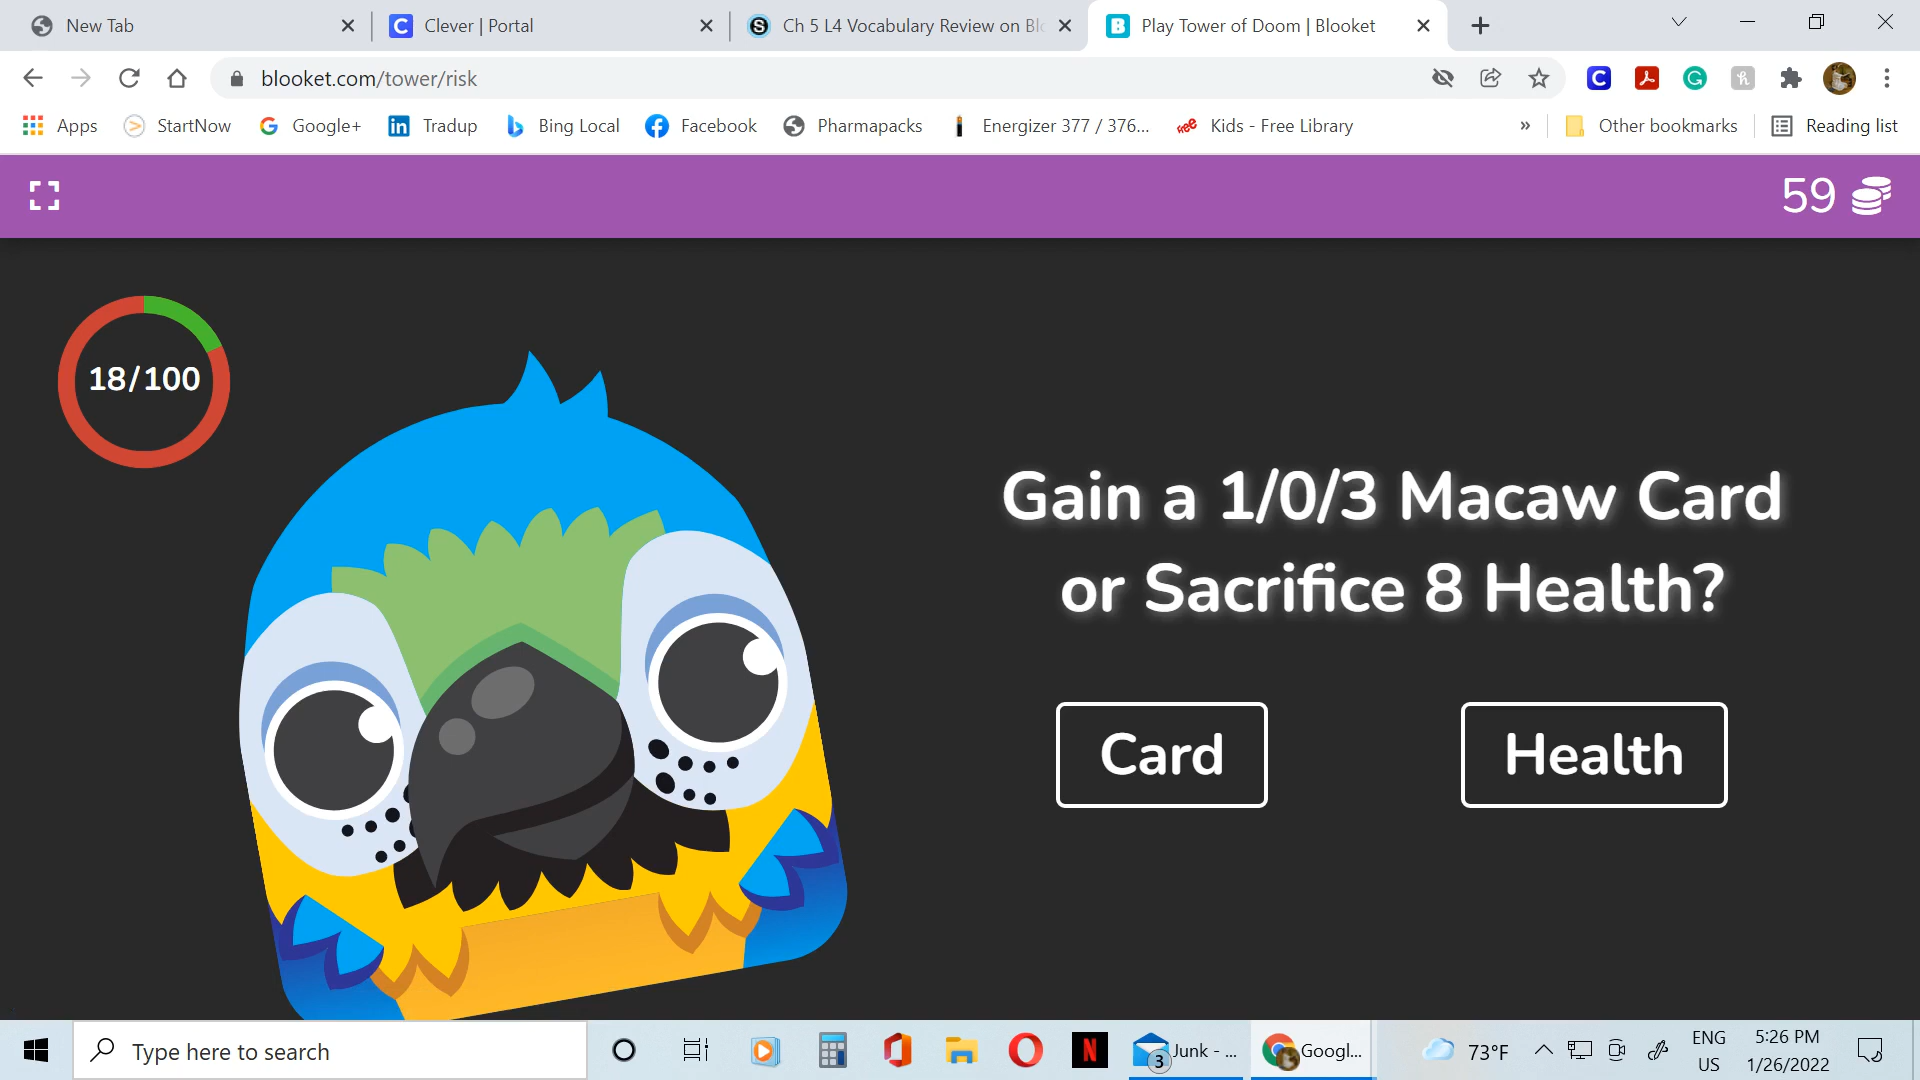 New Tab
Clever | Portal
Ch 5 L4 Vocabulary Review on Blo
Play Tower of Doom | Blooket
blooket.com/tower/risk
Apps
StartNow
Google+
Tradup
Bing Local
Facebook
Pharmapacks
Energizer 377 / 376...
Kids - Free Library
»
Other bookmarks
Reading list
59
18/100
Gain a 1/0/3 Macaw Card
or Sacrifice 8 Health?
Card
Health
Type here to search
3
Junk - ...
Googl...
73°F
ENG
US
5:26 PM
1/26/2022